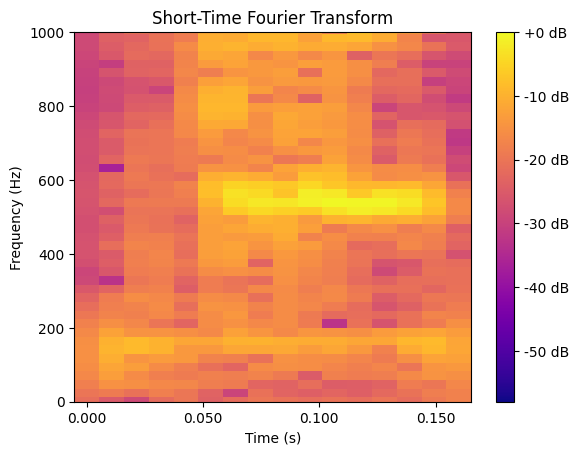 Short-Time Fourier Transform
1000
800
600
400
200
0
Frequency (Hz)
0.000
0.050
0.100
0.150
Time (s)
+0 dB
-10 dB
-20 dB
-30 dB
-40 dB
-50 dB